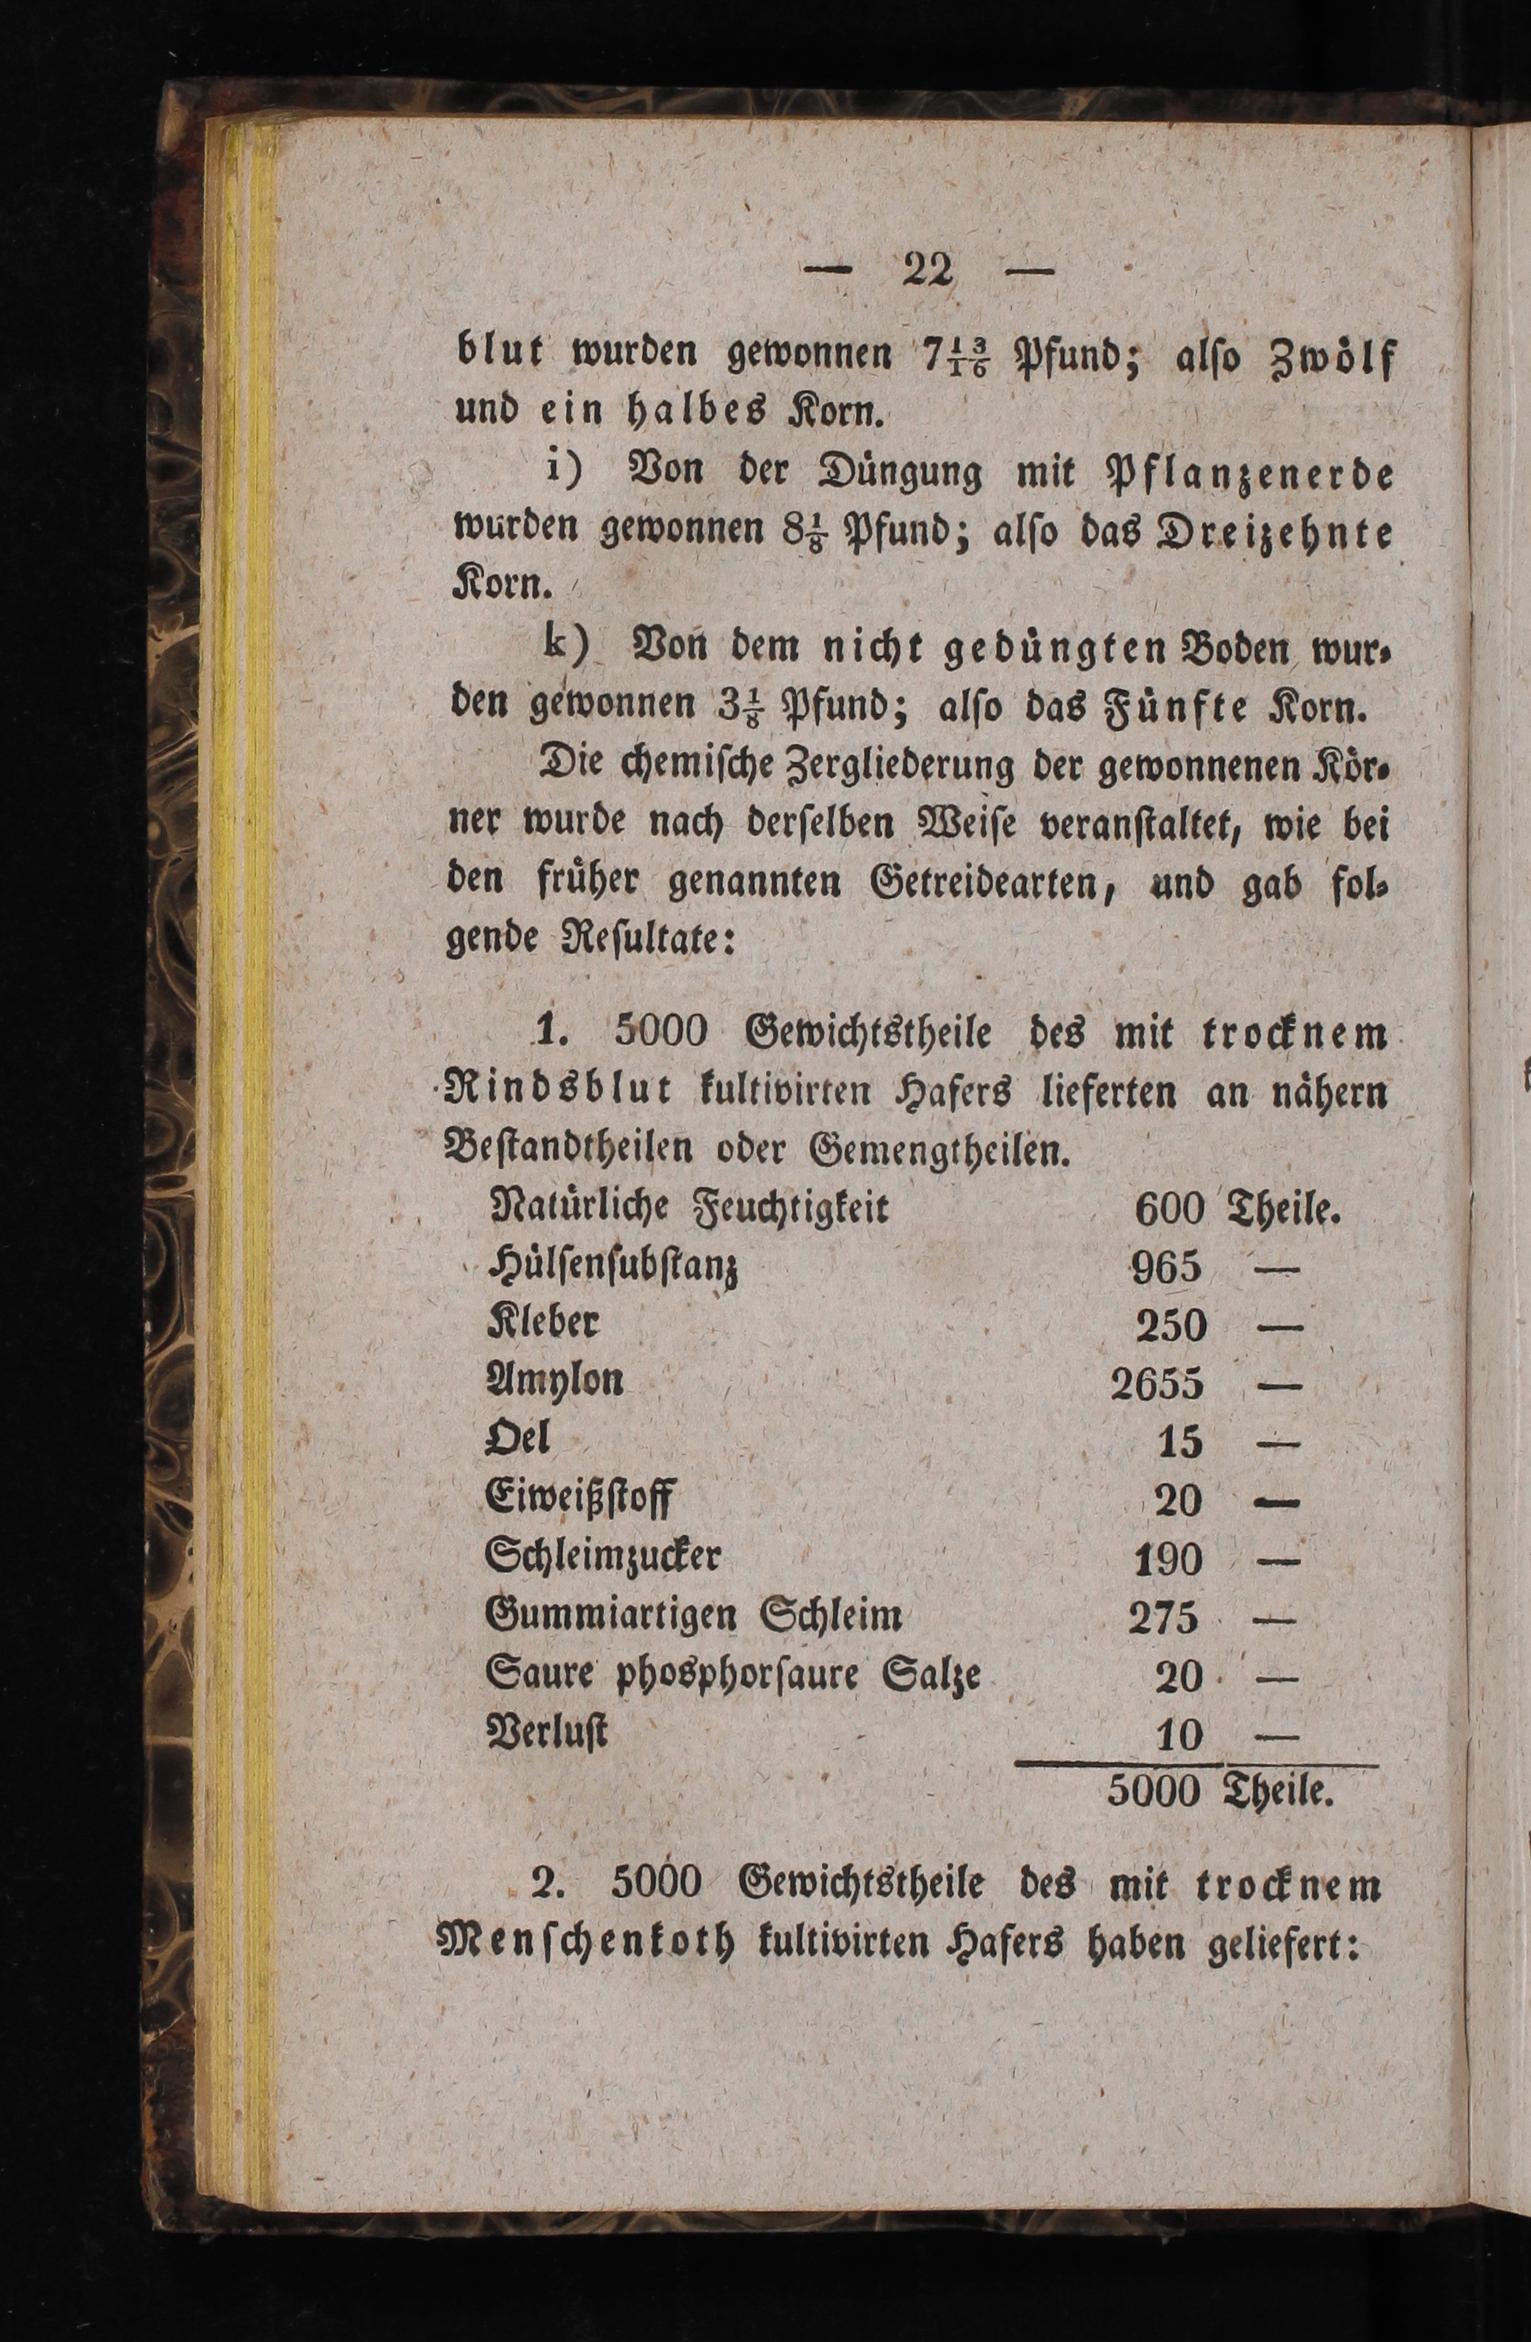 — 22 —
blut wurden gewonnen 7 13/16 Pfund; alſo Zwölf
und ein halbes Korn.
i) Von der Düngung mit Pflanzenerde
wurden gewonnen 8 1/8 Pfund; alſo das Dreizehnte
Korn.
k) Von dem nicht gedüngten Boden wur-
den gewonnen 3 1/8 Pfund; alſo das Fünfte Korn.
Die chemiſche Zergliederung der gewonnenen Kör-
ner wurde nach derſelben Weiſe veranſtaltet, wie bei
den früher genannten Getreidearten, und gab fol-
gende Reſultate:
1. 5000 Gewichtstheile des mit trocknem
Rindsblut kultivirten Hafers lieferten an nähern
Beſtandtheilen oder Gemengtheilen.
Natürliche Feuchtigkeit 600 Theile.
Hülſenſubſtanz 965 —
Kleber 250 —
Amylon 2655 —
Oel 15 —
Eiweißſtoff 20 —
Schleimzucker 190 —
Gummiartigen Schleim 275 —
Saure phosphorſaure Salze 20 —
Verluſt 10 —
5000 Theile.
2. 5000 Gewichtstheile des mit trocknem
Menſchenkoth kultivirten Hafers haben geliefert: